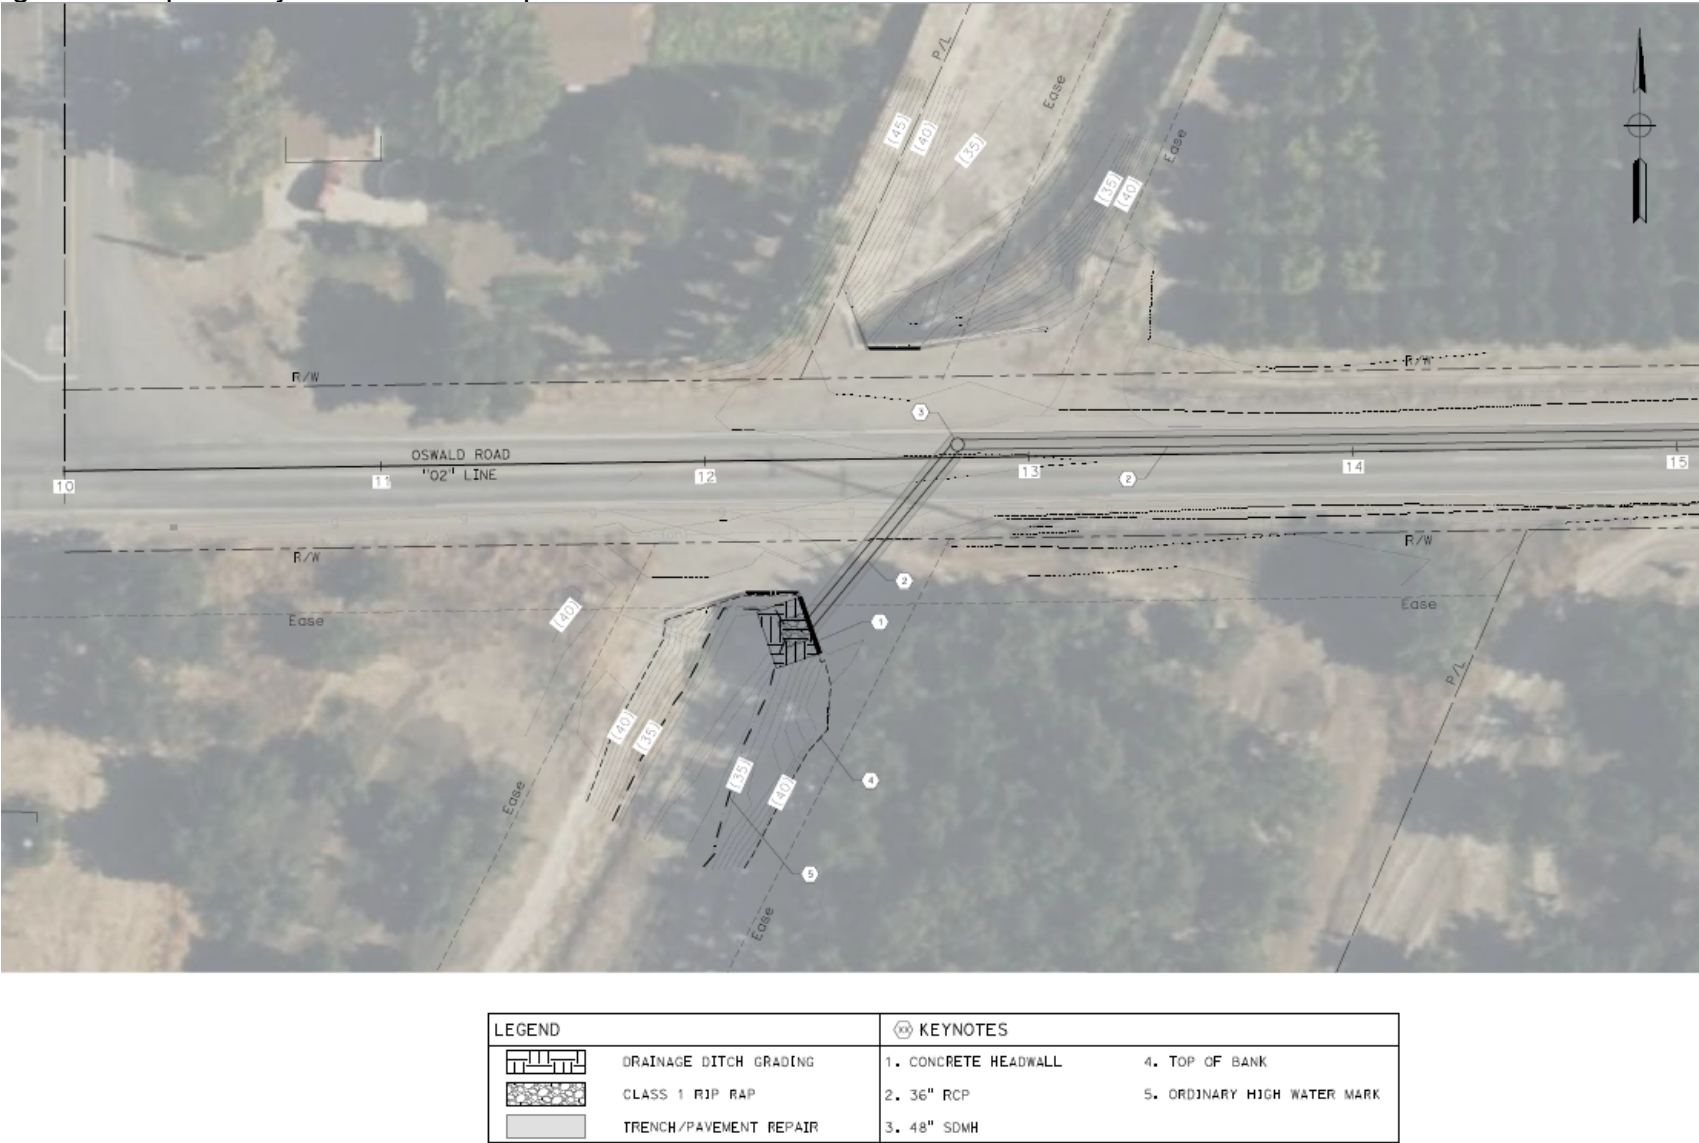 P/L
Ease
Ease
(45)
(40)
(35)
(35)
(40)
R/W
R/W
3
OSWALD ROAD
"O2" LINE
10
11
12
13
14
15
2
R/W
R/W
2
Ease
(40)
1
Ease
P/L
(40)
(35)
(35)
(40)
4
Ease
5
Ease
LEGEND
DRAINAGE DITCH GRADING
CLASS 1 RIP RAP
TRENCH/PAVEMENT REPAIR
XX KEYNOTES
1. CONCRETE HEADWALL
2. 36" RCP
3. 48" SDMH
4. TOP OF BANK
5. ORDINARY HIGH WATER MARK